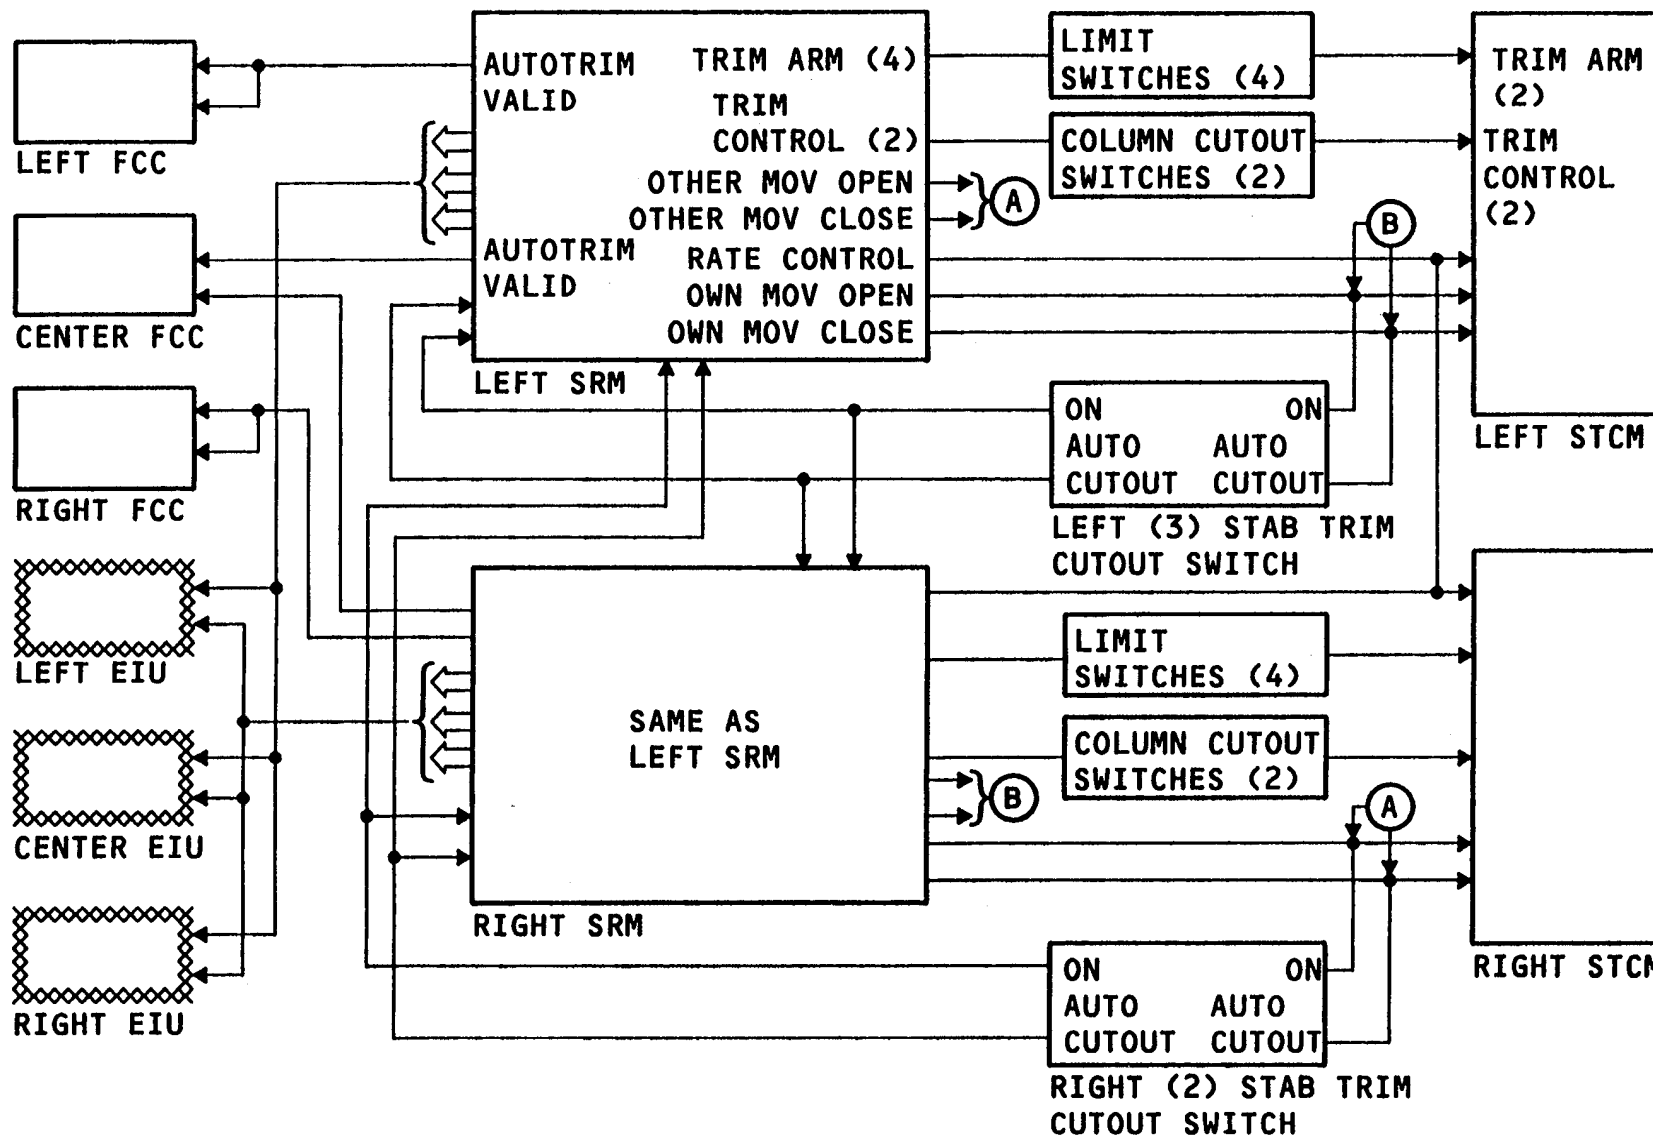 LEFT FCC
CENTER FCC
RIGHT FCC
LEFT EIU
CENTER EIU
RIGHT EIU
AUTOTRIM
VALID
AUTOTRIM
VALID
TRIM ARM (4)
TRIM
CONTROL (2)
OTHER MOV OPEN
OTHER MOV CLOSE
RATE CONTROL
OWN MOV OPEN
OWN MOV CLOSE
LEFT SRM
A
LIMIT
SWITCHES (4)
COLUMN CUTOUT
SWITCHES (2)
B
TRIM ARM
(2)
TRIM
CONTROL
(2)
LEFT STCM
ON ON
AUTO AUTO
CUTOUT CUTOUT
LEFT (3) STAB TRIM
CUTOUT SWITCH
SAME AS
LEFT SRM
RIGHT SRM
B
LIMIT
SWITCHES (4)
COLUMN CUTOUT
SWITCHES (2)
A
RIGHT STCM
ON ON
AUTO AUTO
CUTOUT CUTOUT
RIGHT (2) STAB TRIM
CUTOUT SWITCH